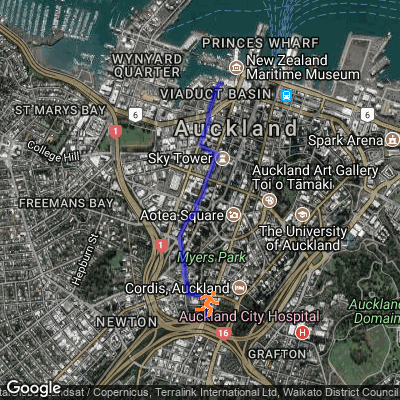 PRINCES WHARF
WYNYARD
QUARTER
New Zealand
Maritime Museum
VIADUCT BASIN
ST MARYS BAY
6
6
1
Auckland
College Hill
Spark Arena
Sky Tower
Auckland Art Gallery
Toi o Tāmaki
FREEMANS BAY
Aotea Square
The University
of Auckland
1
Hepburn St
Myers Park
Cordis, Auckland
Auckland
Domain
Auckland City Hospital
NEWTON
16
H
GRAFTON
Google
Landsat / Copernicus, Terralink International Ltd, Waikato District Council